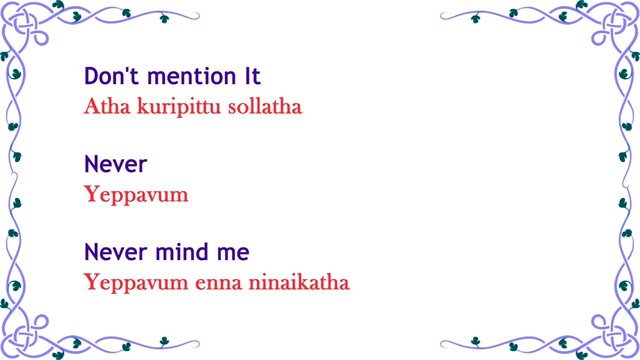 Don't mention It
Atha kuripittu sollatha
Never
Yeppavum
Never mind me
Yeppavum enna ninaikatha